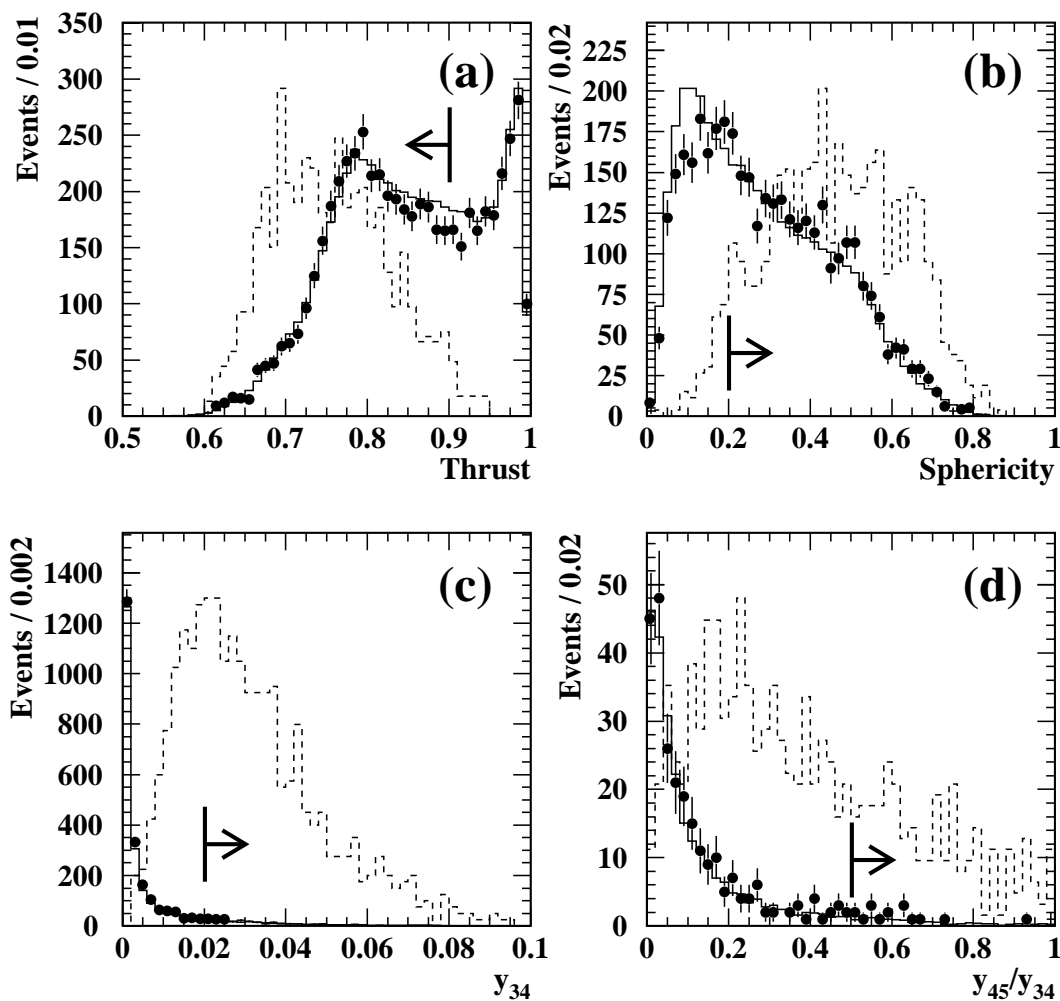 Events / 0.01
350
300
250
200
150
100
50
0
0.5 0.6 0.7 0.8 0.9 1
Thrust
(a)
Events / 0.02
225
200
175
150
125
100
75
50
25
0
0 0.2 0.4 0.6 0.8 1
Sphericity
(b)
Events / 0.002
1400
1200
1000
800
600
400
200
0
0 0.02 0.04 0.06 0.08 0.1
y34
(c)
Events / 0.02
50
40
30
20
10
0
0 0.2 0.4 0.6 0.8 1
y45/y34
(d)